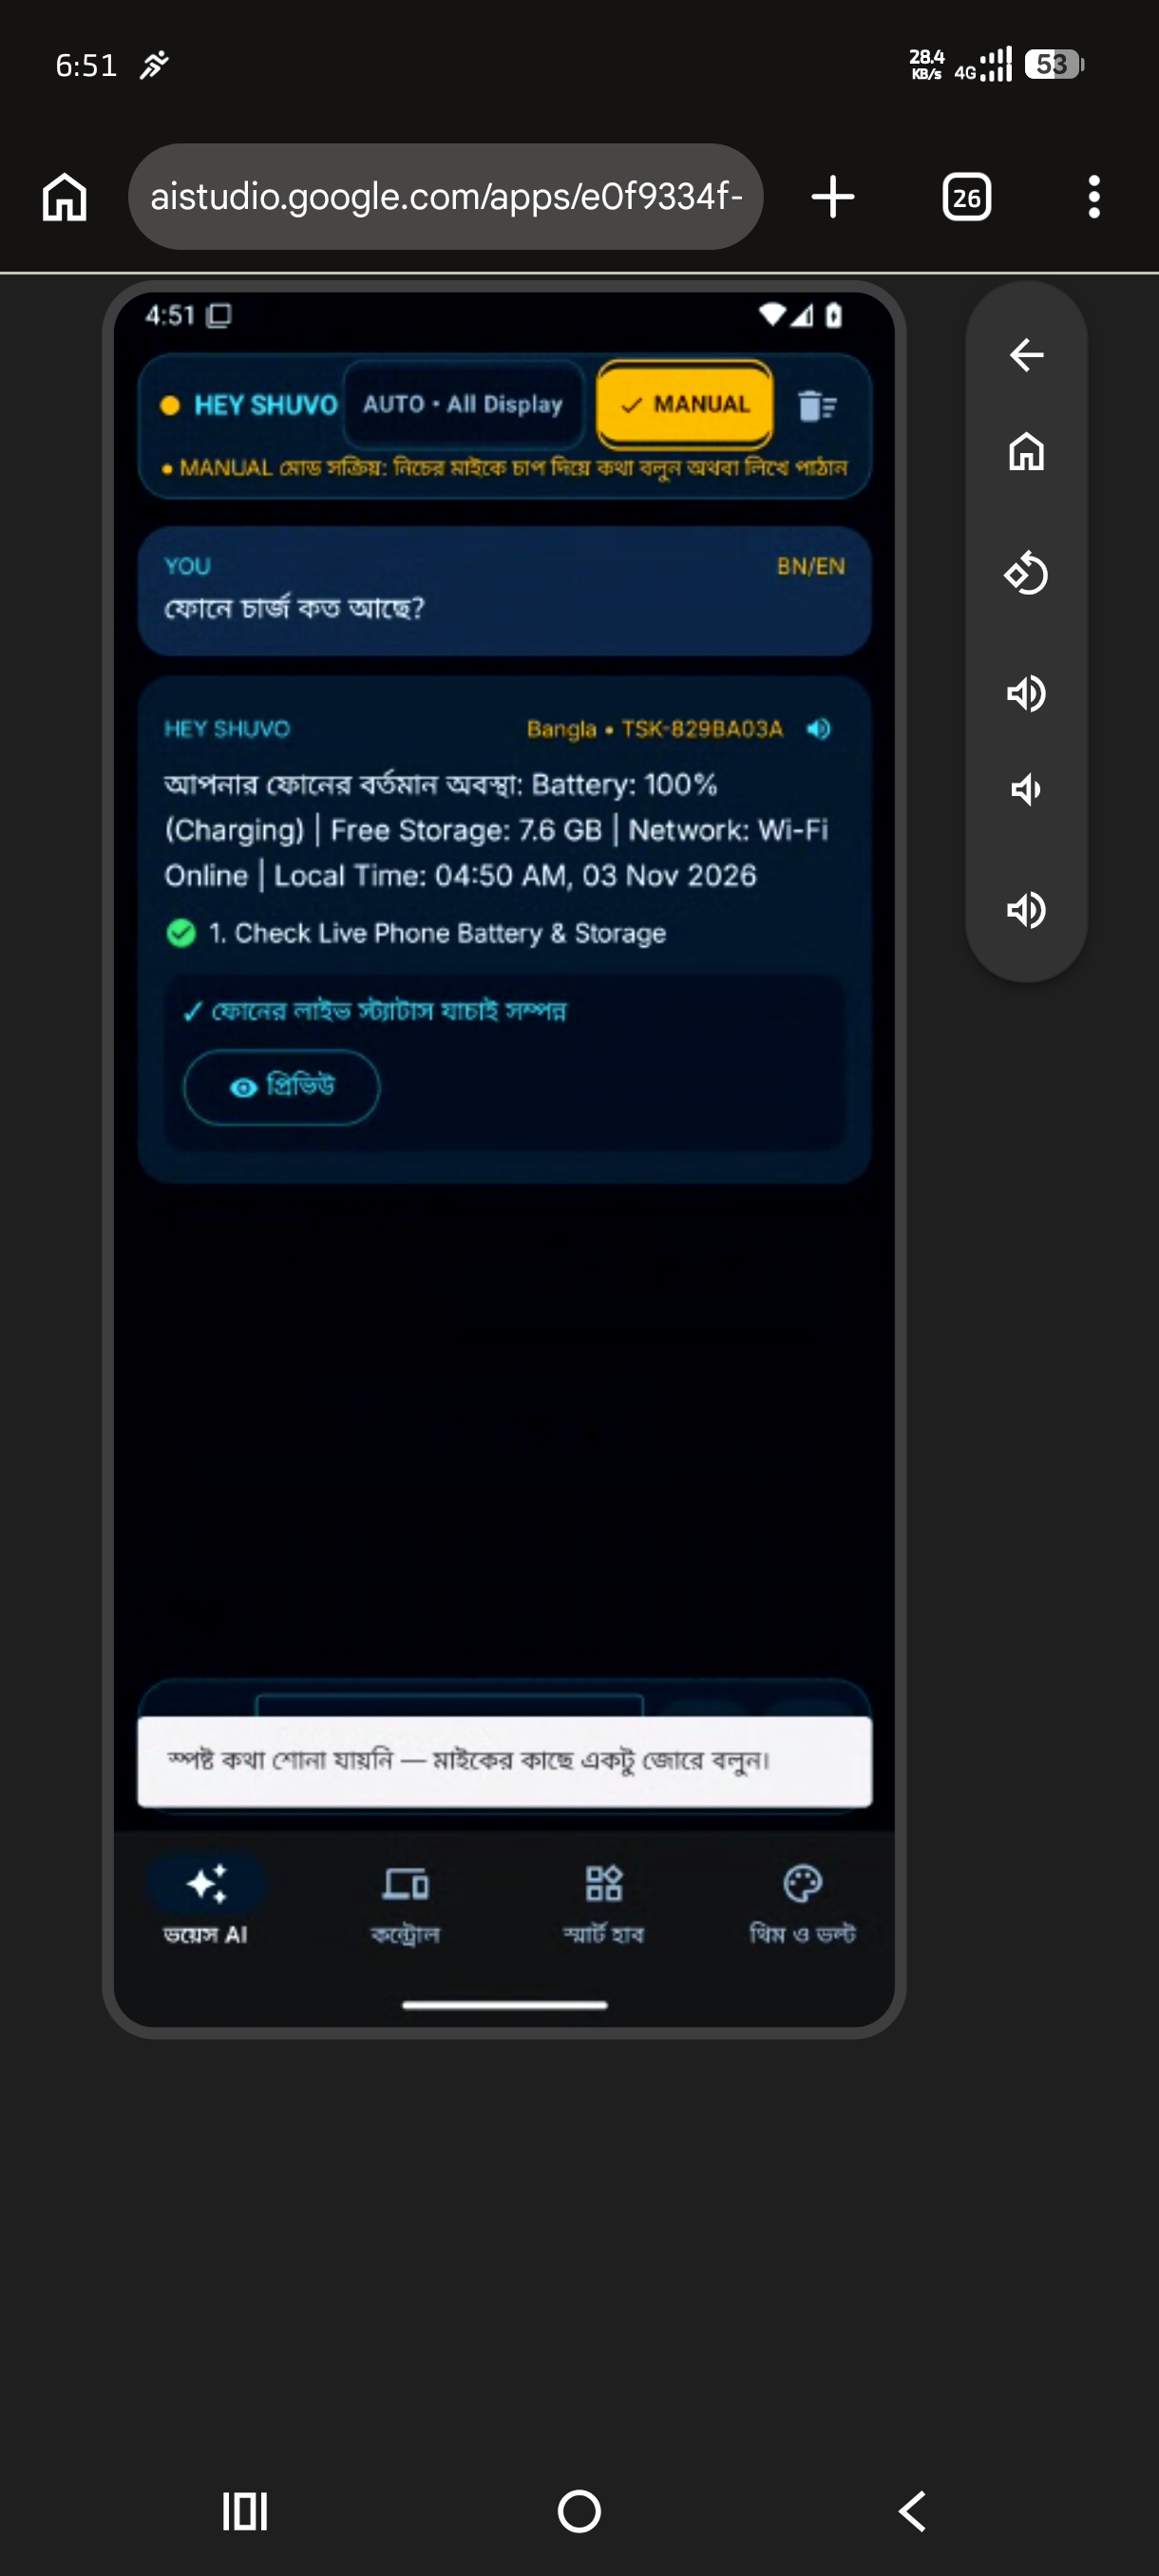 6:51
28.4
KB/s
4G
53
aistudio.google.com/apps/e0f9334f-
26
4:51
HEY SHUVO
AUTO • All Display
✓ MANUAL
• MANUAL মোড সক্রিয়: নিচের মাইকে চাপ দিয়ে কথা বলুন অথবা লিখে পাঠান
YOU
BN/EN
ফোনে চার্জ কত আছে?
HEY SHUVO
Bangla • TSK-829BA03A
আপনার ফোনের বর্তমান অবস্থা: Battery: 100%
(Charging) | Free Storage: 7.6 GB | Network: Wi-Fi
Online | Local Time: 04:50 AM, 03 Nov 2026
1. Check Live Phone Battery & Storage
✓ ফোনের লাইভ স্ট্যাটাস যাচাই সম্পন্ন
প্রিভিউ
স্পষ্ট কথা শোনা যায়নি — মাইকের কাছে একটু জোরে বলুন।
ভয়েস AI
কন্ট্রোল
স্মার্ট হাব
থিম ও ভল্ট